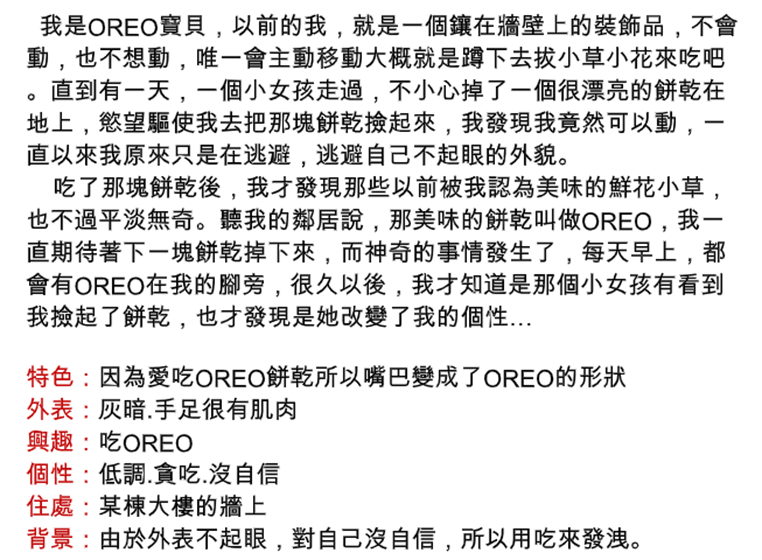 我是OREO寶貝，以前的我，就是一個鑲在牆壁上的裝飾品，不會
動，也不想動，唯一會主動移動大概就是蹲下去拔小草小花來吃吧
。直到有一天，一個小女孩走過，不小心掉了一個很漂亮的餅乾在
地上，慾望驅使我去把那塊餅乾撿起來，我發現我竟然可以動，一
直以來我原來只是在逃避，逃避自己不起眼的外貌。
吃了那塊餅乾後，我才發現那些以前被我認為美味的鮮花小草，
也不過平淡無奇。聽我的鄰居說，那美味的餅乾叫做OREO，我一
直期待著下一塊餅乾掉下來，而神奇的事情發生了，每天早上，都
會有OREO在我的腳旁，很久以後，我才知道是那個小女孩有看到
我撿起了餅乾，也才發現是她改變了我的個性...
特色：因為愛吃OREO餅乾所以嘴巴變成了OREO的形狀
外表：灰暗.手足很有肌肉
興趣：吃OREO
個性：低調.貪吃.沒自信
住處：某棟大樓的牆上
背景：由於外表不起眼，對自己沒自信，所以用吃來發洩。